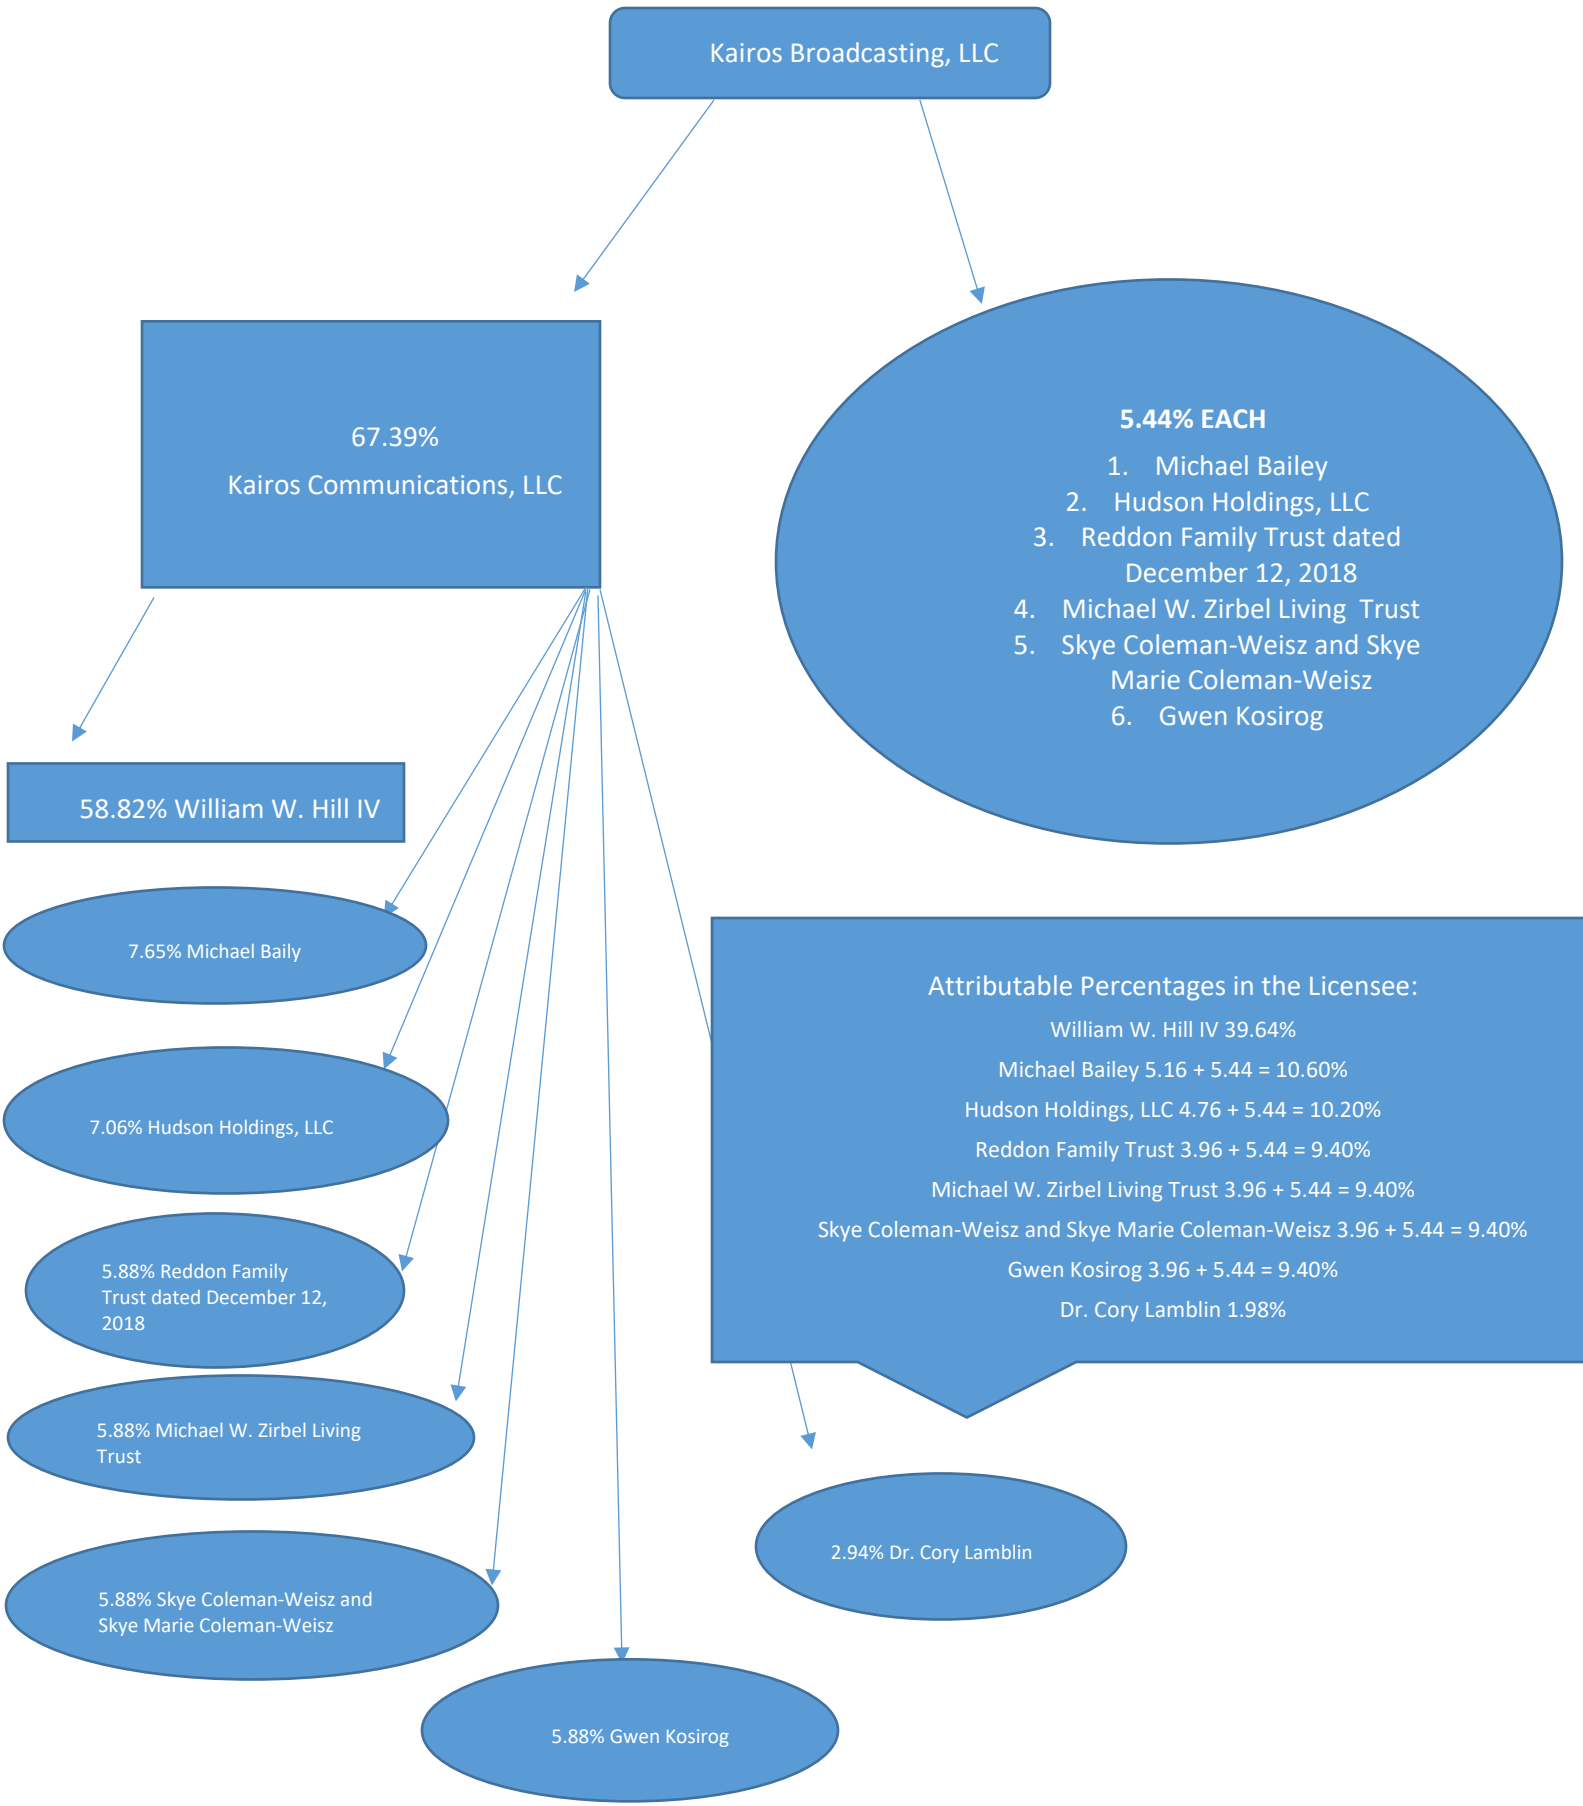 Kairos Broadcasting, LLC
67.39%
Kairos Communications, LLC
5.44% EACH
1. Michael Bailey
2. Hudson Holdings, LLC
3. Reddon Family Trust dated
December 12, 2018
4. Michael W. Zirbel Living Trust
5. Skye Coleman-Weisz and Skye
Marie Coleman-Weisz
6. Gwen Kosirog
58.82% William W. Hill IV
7.65% Michael Baily
7.06% Hudson Holdings, LLC
5.88% Reddon Family
Trust dated December 12,
2018
5.88% Michael W. Zirbel Living
Trust
5.88% Skye Coleman-Weisz and
Skye Marie Coleman-Weisz
5.88% Gwen Kosirog
Attributable Percentages in the Licensee:
William W. Hill IV 39.64%
Michael Bailey 5.16 + 5.44 = 10.60%
Hudson Holdings, LLC 4.76 + 5.44 = 10.20%
Reddon Family Trust 3.96 + 5.44 = 9.40%
Michael W. Zirbel Living Trust 3.96 + 5.44 = 9.40%
Skye Coleman-Weisz and Skye Marie Coleman-Weisz 3.96 + 5.44 = 9.40%
Gwen Kosirog 3.96 + 5.44 = 9.40%
Dr. Cory Lamblin 1.98%
2.94% Dr. Cory Lamblin